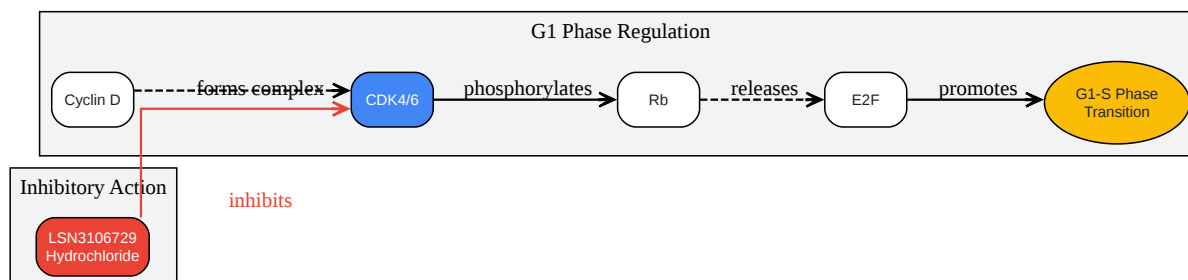 G1 Phase Regulation
Cyclin D
forms complex
CDK4/6
phosphorylates
Rb
releases
E2F
promotes
G1-S Phase
Transition
Inhibitory Action
inhibits
LSN3106729
Hydrochloride